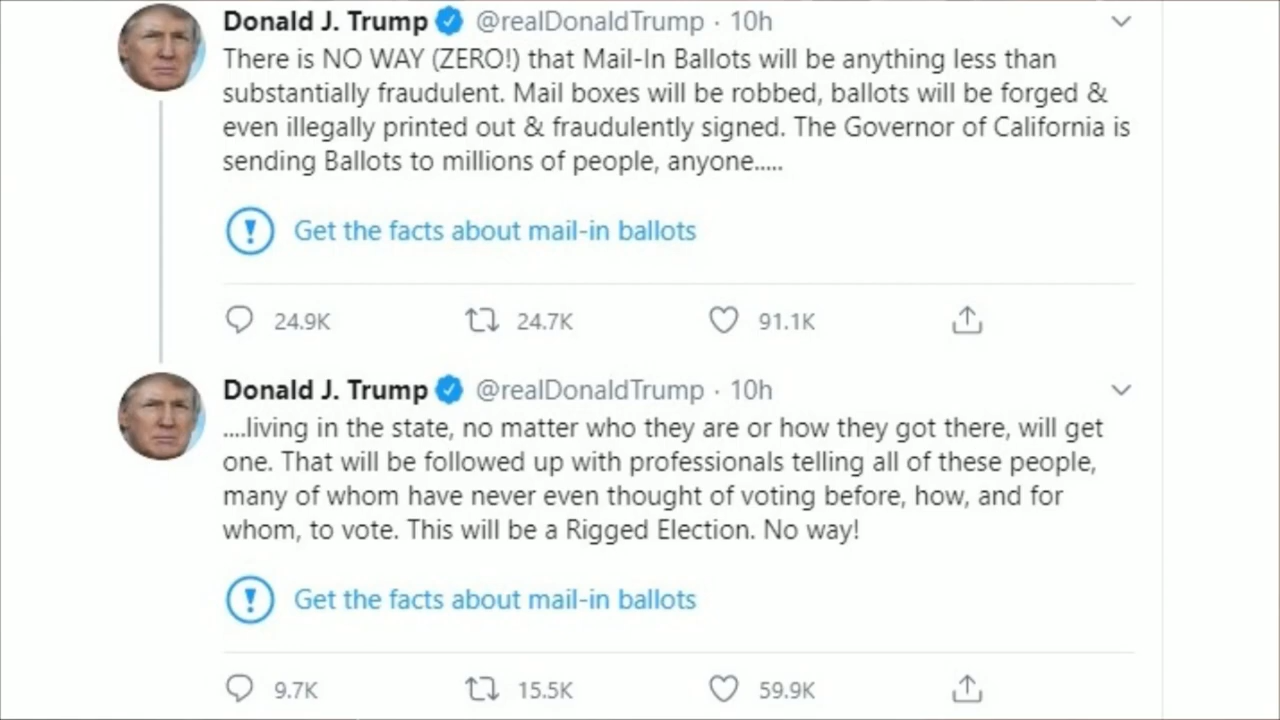 Donald J. Trump @realDonaldTrump · 10h
There is NO WAY (ZERO!) that Mail-In Ballots will be anything less than
substantially fraudulent. Mail boxes will be robbed, ballots will be forged &
even illegally printed out & fraudulently signed. The Governor of California is
sending Ballots to millions of people, anyone.....
Get the facts about mail-in ballots
24.9K 24.7K 91.1K
Donald J. Trump @realDonaldTrump · 10h
....living in the state, no matter who they are or how they got there, will get
one. That will be followed up with professionals telling all of these people,
many of whom have never even thought of voting before, how, and for
whom, to vote. This will be a Rigged Election. No way!
Get the facts about mail-in ballots
9.7K 15.5K 59.9K